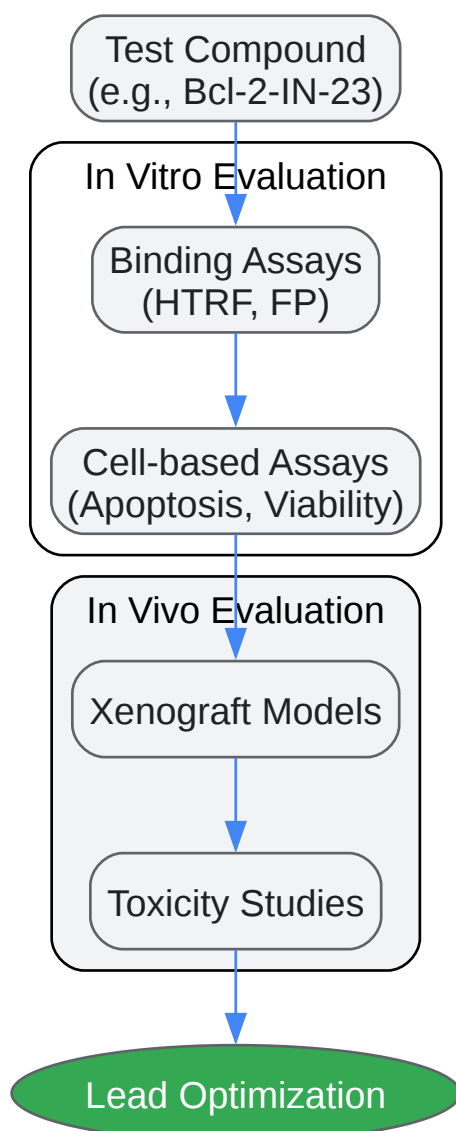 Test Compound
(e.g., Bcl-2-IN-23)
In Vitro Evaluation
Binding Assays
(HTRF, FP)
Cell-based Assays
(Apoptosis, Viability)
In Vivo Evaluation
Xenograft Models
Toxicity Studies
Lead Optimization